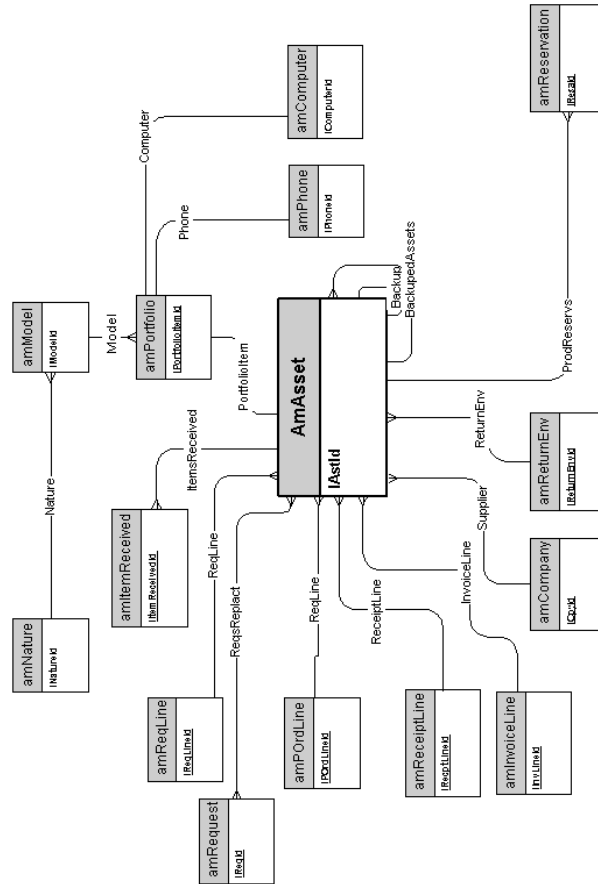 amNature
lNatureId
Nature
amModel
lModelId
Model
amPortfolio
lPortfolioItemId
Computer
amComputer
lComputerId
Phone
amPhone
lPhoneId
PortfolioItem
amItemReceived
lItemReceivedId
ItemsReceived
amReqLine
lReqLineId
ReqLine
amRequest
lReqId
ReqsReplact
AmAsset
lAstId
Backup
BackupedAssets
amPOrdLine
lPOrdLineId
ReqLine
amReceiptLine
lRecptLineId
ReceiptLine
amInvoiceLine
lInvLineId
InvoiceLine
amCompany
lCpyId
Supplier
amReturnEnv
lReturnEnvId
ReturnEnv
ProdReservs
amReservation
lResaId